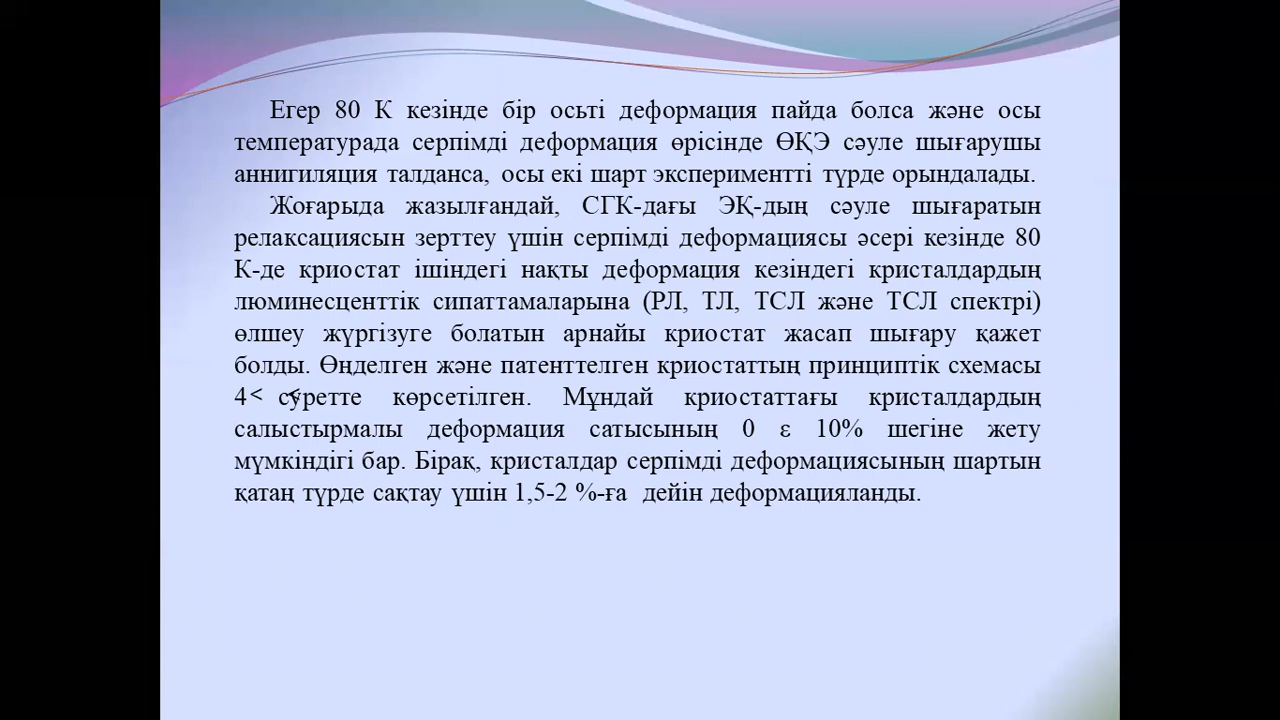 Егер 80 К кезінде бір осьті деформация пайда болса және осы
температурада серпімді деформация өрісінде ӨҚЭ сәуле шығарушы
аннигиляция талданса, осы екі шарт экспериментті түрде орындалады.
Жоғарыда жазылғандай, СГК-дағы ЭҚ-дың сәуле шығаратын
релаксациясын зерттеу үшін серпімді деформациясы әсері кезінде 80
К-де криостат ішіндегі нақты деформация кезіндегі кристалдардың
люминесценттік сипаттамаларына (РЛ, ТЛ, ТСЛ және ТСЛ спектрі)
өлшеу жүргізуге болатын арнайы криостат жасап шығару қажет
болды. Өңделген және патенттелген криостаттың принциптік схемасы
4< < суретте көрсетілген. Мұндай криостаттағы кристалдардың
салыстырмалы деформация сатысының 0 ε 10% шегіне жету
мүмкіндігі бар. Бірақ, кристалдар серпімді деформациясының шартын
қатаң түрде сақтау үшін 1,5-2 %-ға дейін деформацияланды.